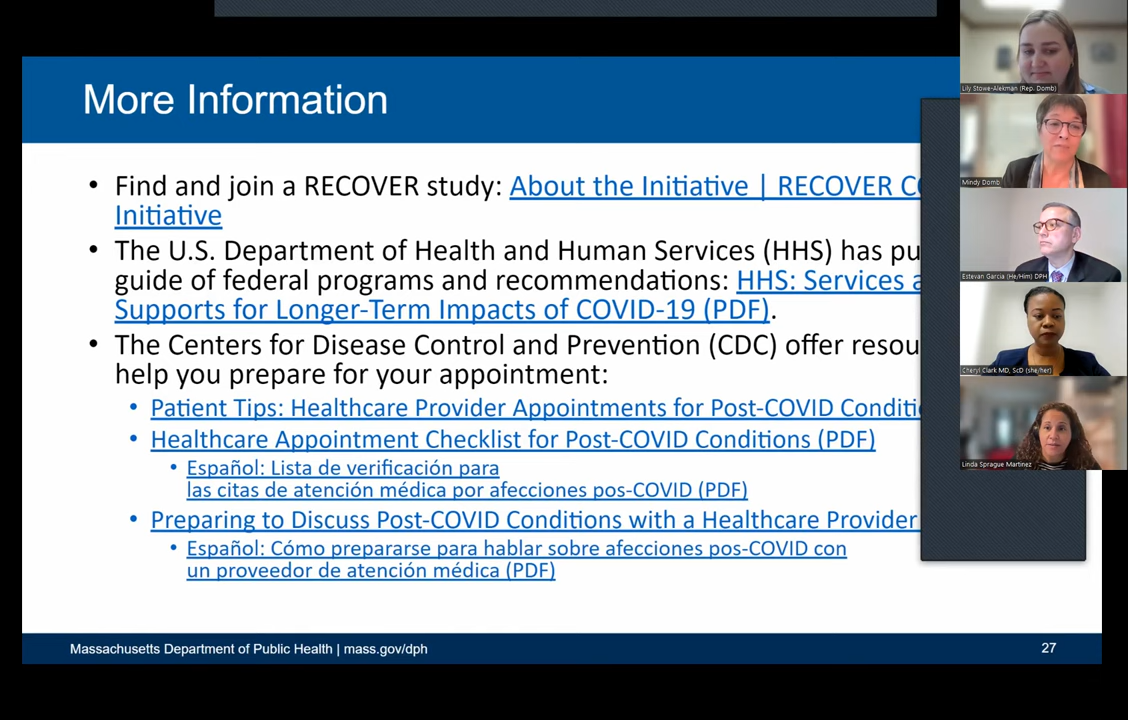 More Information
• Find and join a RECOVER study: About the Initiative | RECOVER
Initiative
• The U.S. Department of Health and Human Services (HHS) has
guide of federal programs and recommendations: HHS: Services
Supports for Longer-Term Impacts of COVID-19 (PDF).
• The Centers for Disease Control and Prevention (CDC) offer
help you prepare for your appointment:
• Patient Tips: Healthcare Provider Appointments for Post-COVID
• Healthcare Appointment Checklist for Post-COVID Conditions (PDF)
• Español: Lista de verificación para
las citas de atención médica por afecciones pos-COVID (PDF)
• Preparing to Discuss Post-COVID Conditions with a Healthcare Provider
• Español: Cómo prepararse para hablar sobre afecciones pos-COVID con
un proveedor de atención médica (PDF)
Massachusetts Department of Public Health | mass.gov/dph
27
Lily Stowe-Alekman (Rep. Domb)
Mindy Domb
Estevan Garcia (He/Him) DPH
Cheryl Clark MD, ScD (she/her)
Linda Sprague Martinez